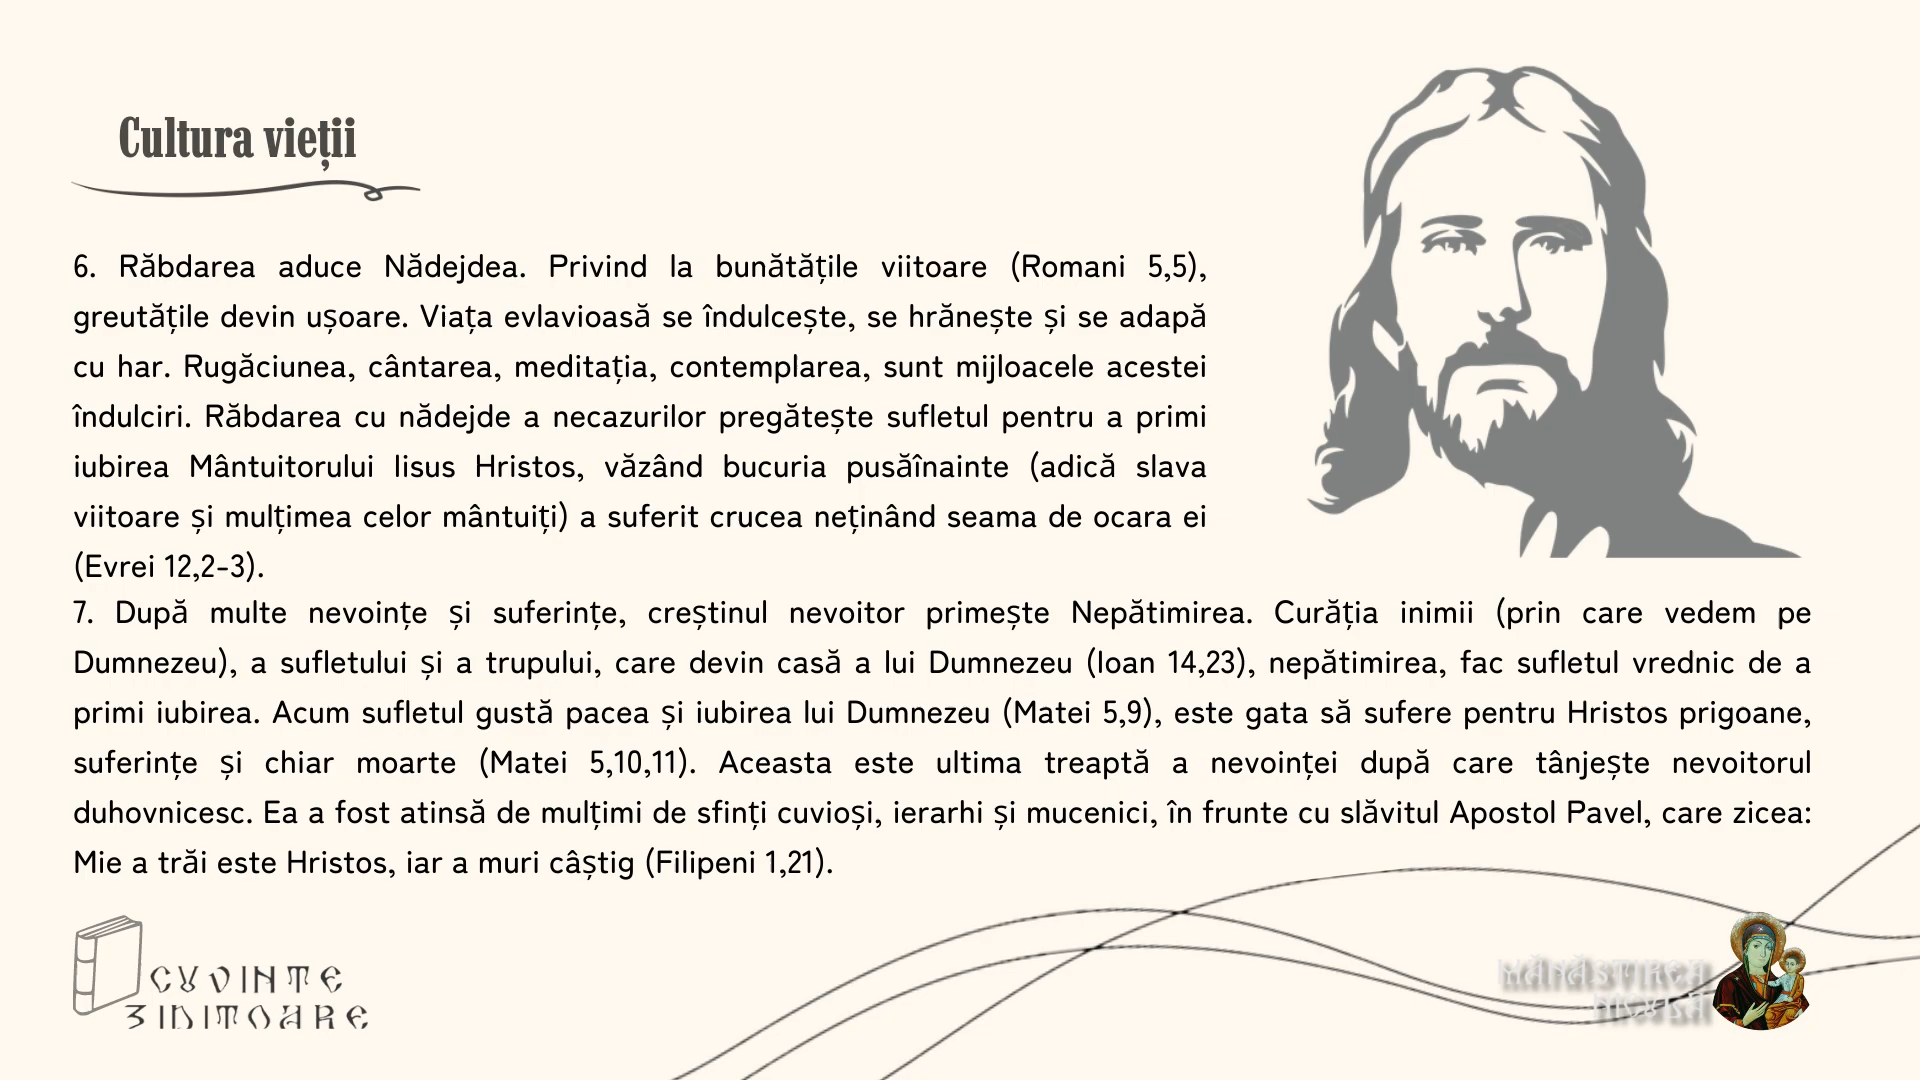 Cultura vieții
6. Răbdarea aduce Nădejdea. Privind la bunătățile viitoare (Romani 5,5),
greutățile devin ușoare. Viața evlavioasă se îndulcește, se hrănește și se adapă
cu har. Rugăciunea, cântarea, meditația, contemplarea, sunt mijloacele acestei
îndulciri. Răbdarea cu nădejde a necazurilor pregătește sufletul pentru a primi
iubirea Mântuitorului Iisus Hristos, văzând bucuria pusăînainte (adică slava
viitoare și mulțimea celor mântuiți) a suferit crucea neținând seama de ocara ei
(Evrei 12,2-3).
7. După multe nevoințe și suferințe, creștinul nevoitor primește Nepătimirea. Curăția inimii (prin care vedem pe
Dumnezeu), a sufletului și a trupului, care devin casă a lui Dumnezeu (Ioan 14,23), nepătimirea, fac sufletul vrednic de a
primi iubirea. Acum sufletul gustă pacea și iubirea lui Dumnezeu (Matei 5,9), este gata să sufere pentru Hristos prigoane,
suferințe și chiar moarte (Matei 5,10,11). Aceasta este ultima treaptă a nevoinței după care tânjește nevoitorul
duhovnicesc. Ea a fost atinsă de mulțimi de sfinți cuvioși, ierarhi și mucenici, în frunte cu slăvitul Apostol Pavel, care zicea:
Mie a trăi este Hristos, iar a muri câștig (Filipeni 1,21).
CUVINTE
ZIDITOARE
MĂNĂSTIREA